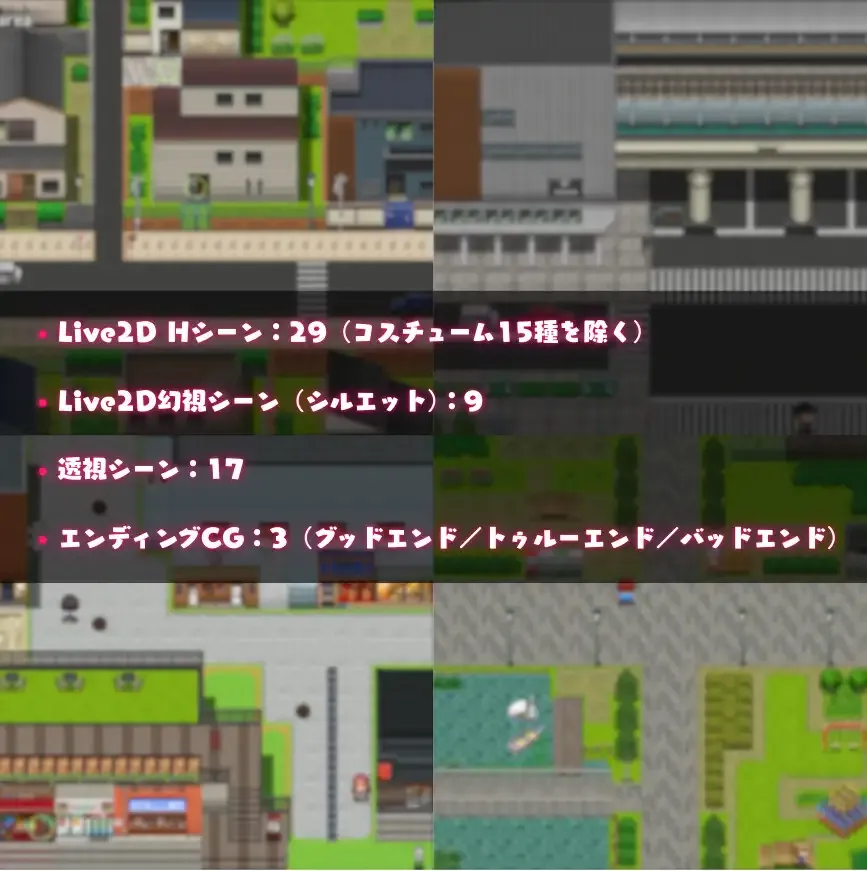 ・Live2D Hシーン：29（コスチューム15種を除く）
・Live2D幻視シーン（シルエット）：9
・透視シーン：17
・エンディングCG：3（グッドエンド／トゥルーエンド／バッドエンド）